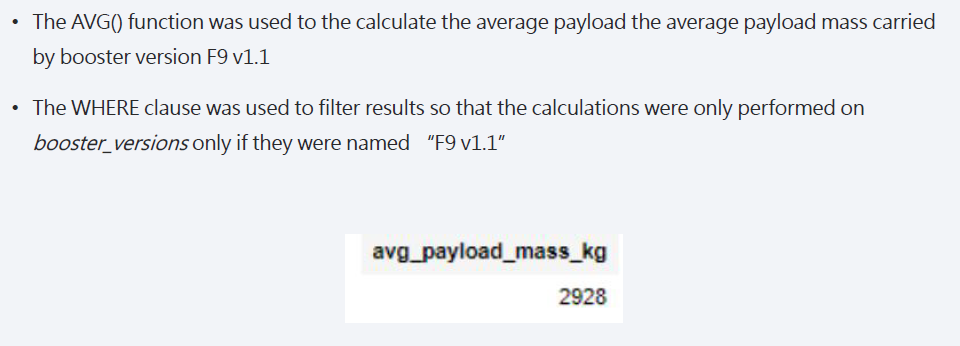 • The AVG() function was used to the calculate the average payload the average payload mass carried
by booster version F9 v1.1
• The WHERE clause was used to filter results so that the calculations were only performed on
booster_versions only if they were named “F9 v1.1”
avg_payload_mass_kg
2928